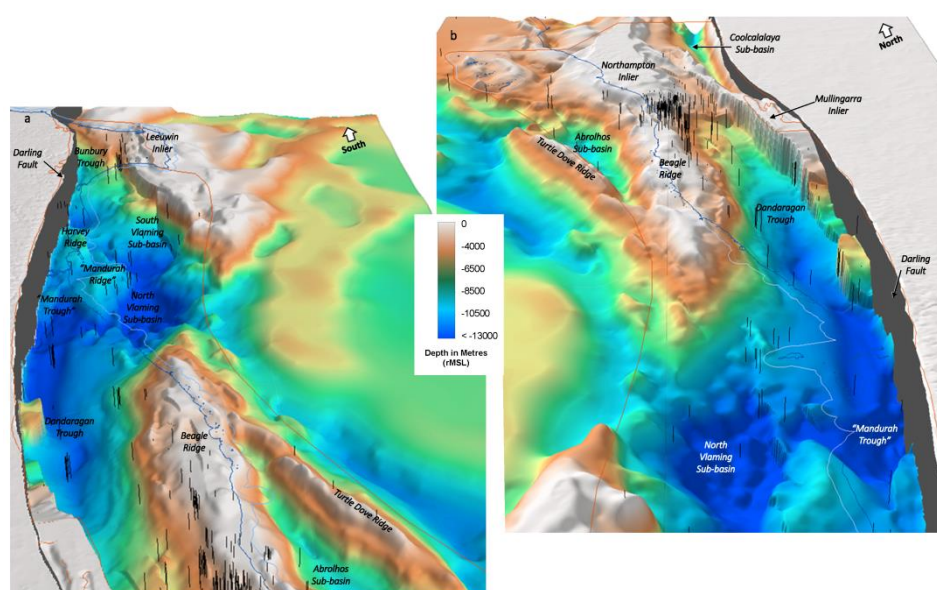 a
Darling
Fault
Bunbury
Trough
Leeuwin
Inlier
South
Harvey
Ridge
South
Vlaming
Sub-basin
"Mandurah
Ridge"
"Mandurah
Trough"
North
Vlaming
Sub-basin
Dandaragan
Trough
Beagle
Ridge
Turtle Dove Ridge
Abrolhos
Sub-basin
0
-4000
-6500
-8500
-10500
< -13000
Depth in Metres
(rMSL)
b
Coolcalalaya
Sub-basin
North
Northampton
Inlier
Mullingarra
Inlier
Abrolhos
Sub-basin
Turtle Dove Ridge
Beagle
Ridge
Dandaragan
Trough
Darling
Fault
North
Vlaming
Sub-basin
"Mandurah
Trough"